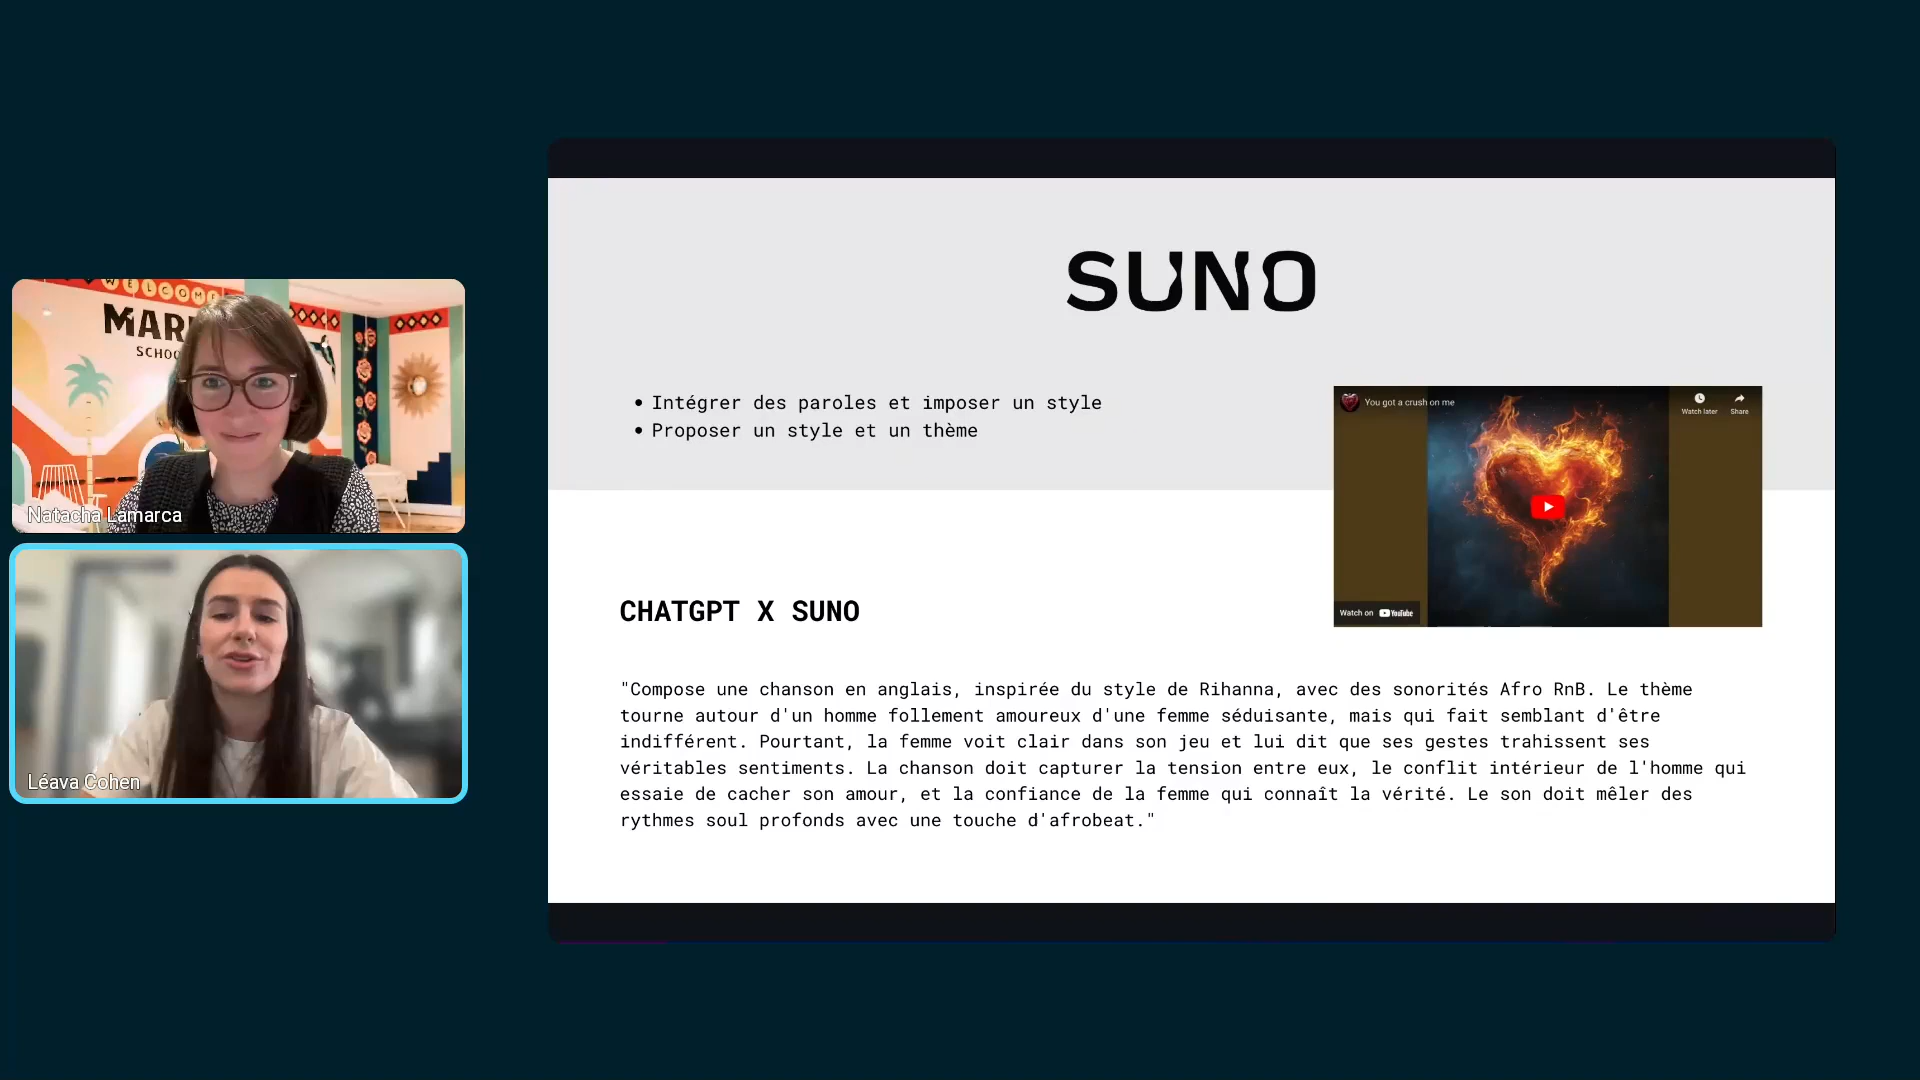 WELCOME
MAR
SCHOO
Natacha Lamarca
Léava Cohen
SUNO
• Intégrer des paroles et imposer un style
• Proposer un style et un thème
You got a crush on me
Watch later
Share
Watch on YouTube
CHATGPT X SUNO
"Compose une chanson en anglais, inspirée du style de Rihanna, avec des sonorités Afro RnB. Le thème
tourne autour d'un homme follement amoureux d'une femme séduisante, mais qui fait semblant d'être
indifférent. Pourtant, la femme voit clair dans son jeu et lui dit que ses gestes trahissent ses
véritables sentiments. La chanson doit capturer la tension entre eux, le conflit intérieur de l'homme qui
essaie de cacher son amour, et la confiance de la femme qui connaît la vérité. Le son doit mêler des
rythmes soul profonds avec une touche d'afrobeat."